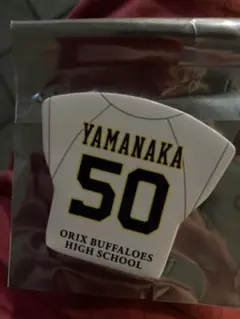 YAMANAKA
50
ORIX BUFFALOES
HIGH SCHOOL